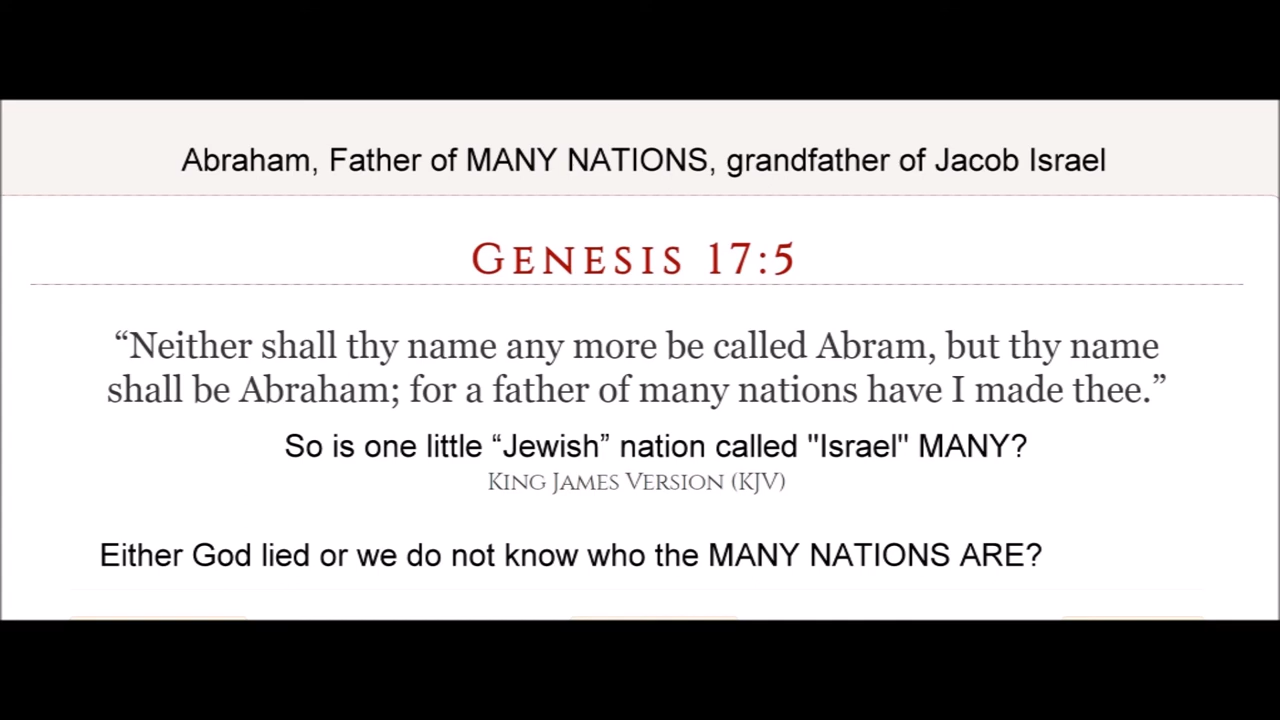 Abraham, Father of MANY NATIONS, grandfather of Jacob Israel
GENESIS 17:5
“Neither shall thy name any more be called Abram, but thy name
shall be Abraham; for a father of many nations have I made thee.”
So is one little “Jewish” nation called "Israel" MANY?
KING JAMES VERSION (KJV)
Either God lied or we do not know who the MANY NATIONS ARE?